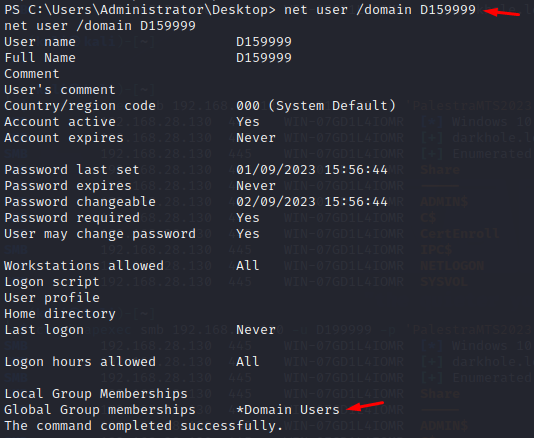 PS C:\Users\Administrator\Desktop> net user /domain D159999
net user /domain D159999
User name D159999
Full Name D159999
Comment
User's comment
Country/region code 000 (System Default)
Account active Yes
Account expires Never
Password last set 01/09/2023 15:56:44
Password expires Never
Password changeable 02/09/2023 15:56:44
Password required Yes
User may change password Yes
Workstations allowed All
Logon script
User profile
Home directory
Last logon Never
Logon hours allowed All
Local Group Memberships
Global Group memberships *Domain Users
The command completed successfully.